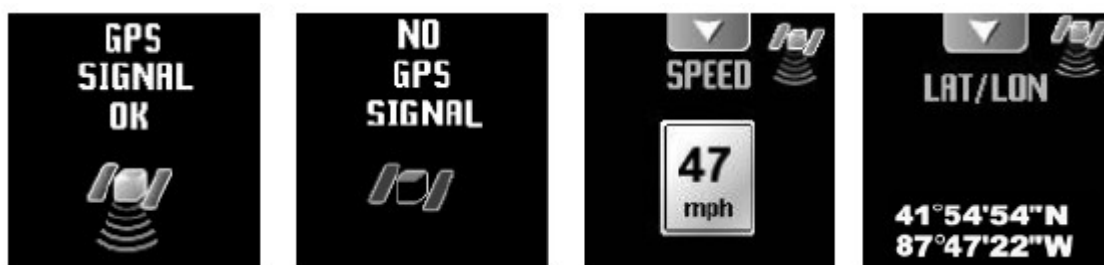 GPS
SIGNAL
OK
NO
GPS
SIGNAL
SPEED
47
mph
LAT/LON
41°54'54"N
87°47'22"W